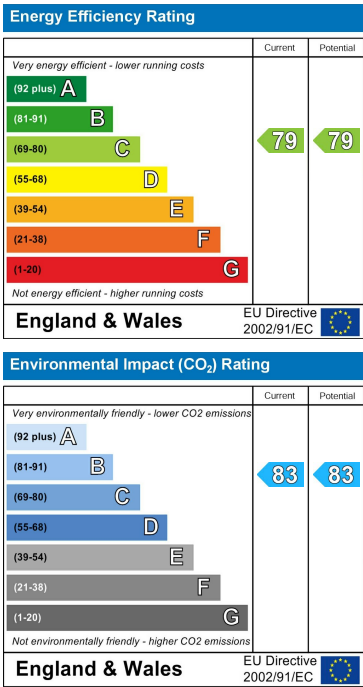 Energy Efficiency Rating
Current Potential
Very energy efficient - lower running costs
(92 plus) A
(81-91) B
(69-80) C
79 79
(55-68) D
(39-54) E
(21-38) F
(1-20) G
Not energy efficient - higher running costs
England & Wales
EU Directive
2002/91/EC
Environmental Impact (CO₂) Rating
Current Potential
Very environmentally friendly - lower CO2 emissions
(92 plus) A
(81-91) B
83 83
(69-80) C
(55-68) D
(39-54) E
(21-38) F
(1-20) G
Not environmentally friendly - higher CO2 emissions
England & Wales
EU Directive
2002/91/EC